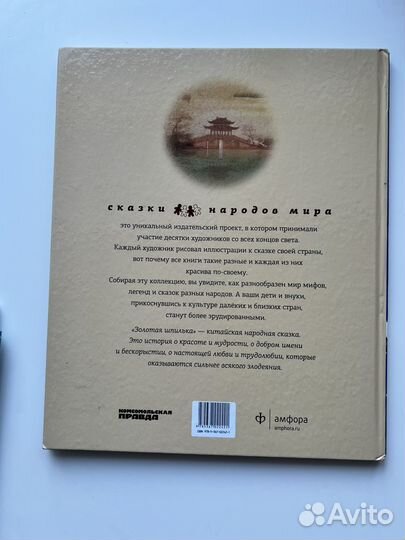 сказки народов мира
это уникальный издательский проект, в котором принимали
участие десятки художников со всех концов света.
Каждый художник рисовал иллюстрации к сказке своей страны,
вот почему все книги такие разные и каждая из них
красива по-своему.
Собирая эту коллекцию, вы увидите, как разнообразен мир мифов,
легенд и сказок разных народов. А ваши дети и внуки,
прикоснувшись к культуре далёких и близких стран,
станут более эрудированными.
«Золотая шпилька» — китайская народная сказка.
Это история о красоте и мудрости, о добром имени
и бескорыстии, о настоящей любви и трудолюбии, которые
оказываются сильнее всякого злодеяния.
КОМСОМОЛЬСКАЯ
ПРАВДА
амфора
amphora.ru
Avito